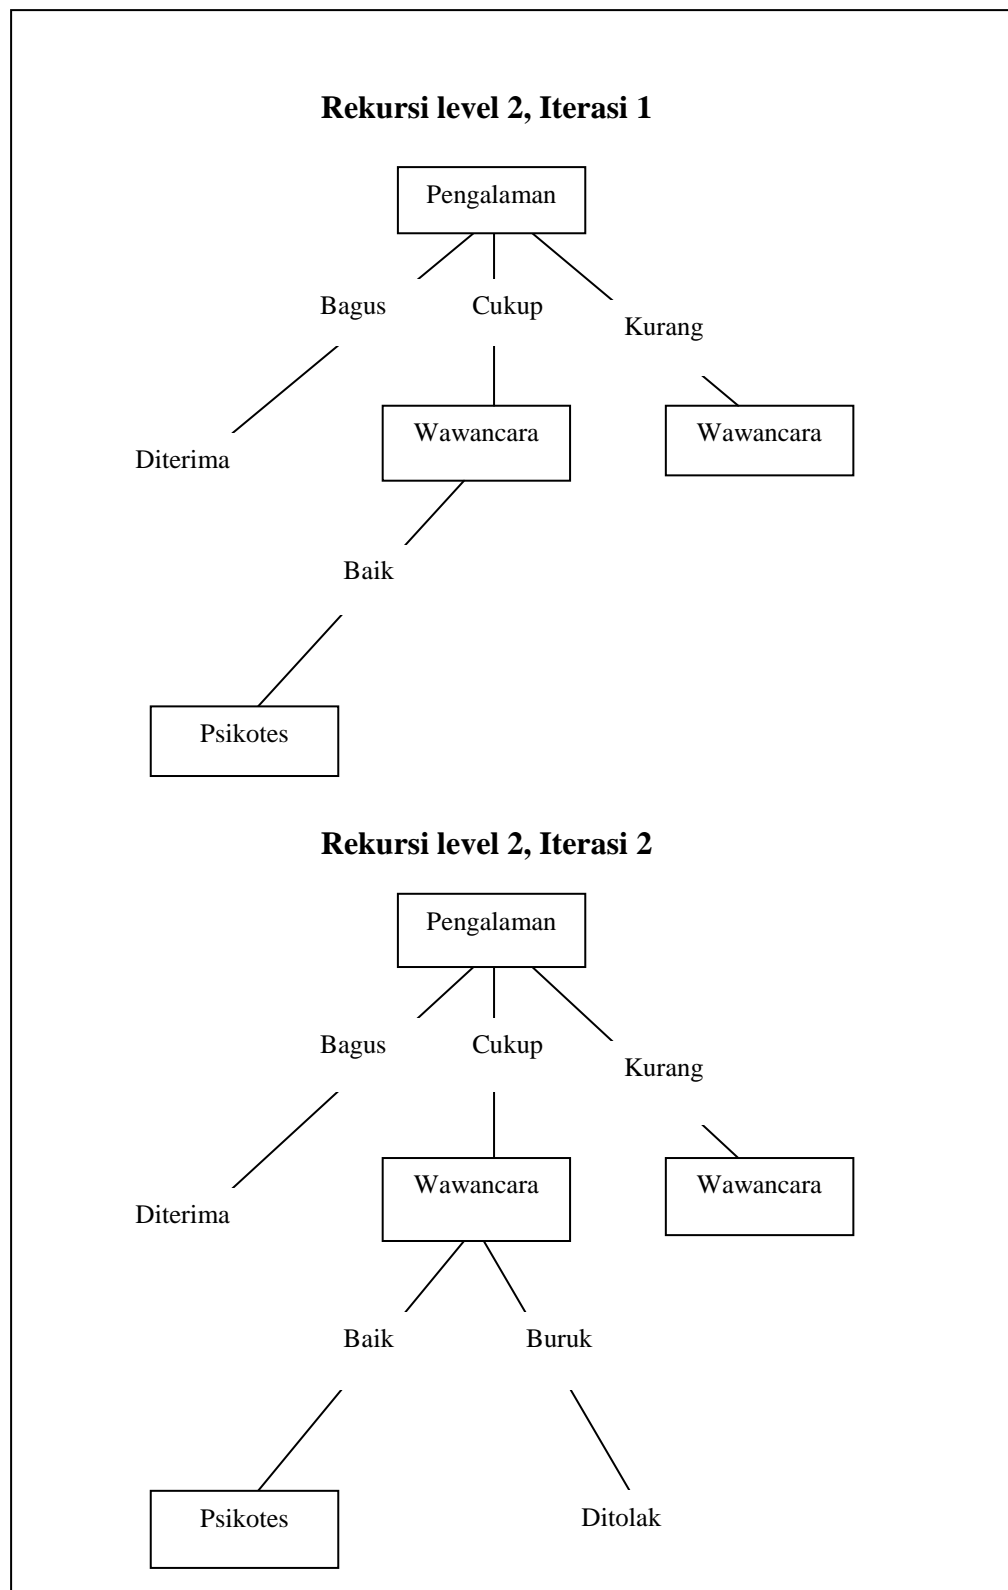 Rekursi level 2, Iterasi 1
Pengalaman
Bagus
Cukup
Kurang
Diterima
Wawancara
Wawancara
Baik
Psikotes
Rekursi level 2, Iterasi 2
Pengalaman
Bagus
Cukup
Kurang
Diterima
Wawancara
Wawancara
Baik
Buruk
Psikotes
Ditolak